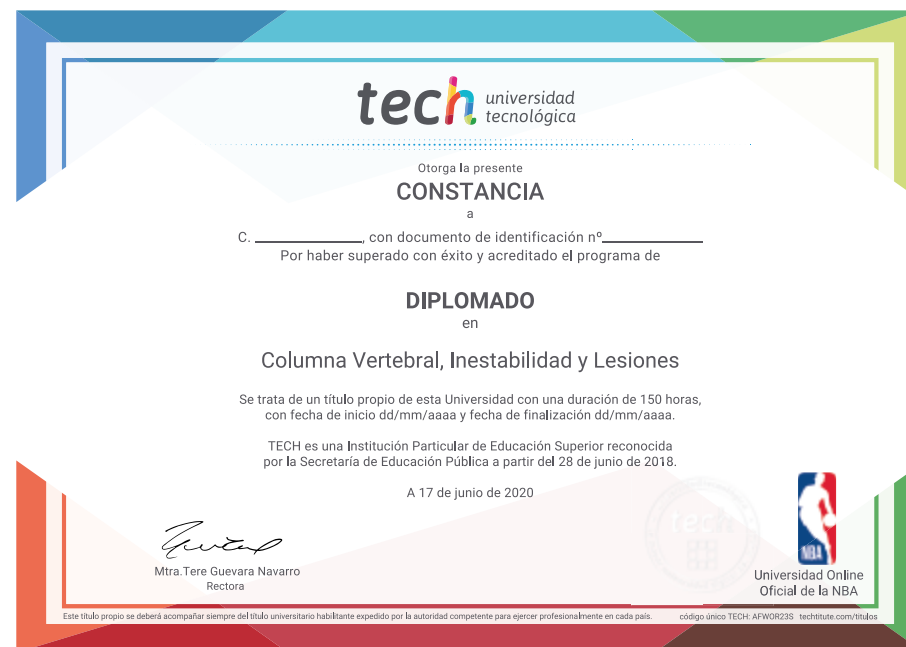 tech universidad
tecnológica
Otorga la presente
CONSTANCIA
a
C. ____________, con documento de identificación nº____________
Por haber superado con éxito y acreditado el programa de
DIPLOMADO
en
Columna Vertebral, Inestabilidad y Lesiones
Se trata de un título propio de esta Universidad con una duración de 150 horas,
con fecha de inicio dd/mm/aaaa y fecha de finalización dd/mm/aaaa.
TECH es una Institución Particular de Educación Superior reconocida
por la Secretaría de Educación Pública a partir del 28 de junio de 2018.
A 17 de junio de 2020
tech
NBA
Mtra.Tere Guevara Navarro
Rectora
Universidad Online
Oficial de la NBA
Este título propio se deberá acompañar siempre del título universitario habilitante expedido por la autoridad competente para ejercer profesionalmente en cada país.
código único TECH: AFWOR23S techtitute.com/titulos